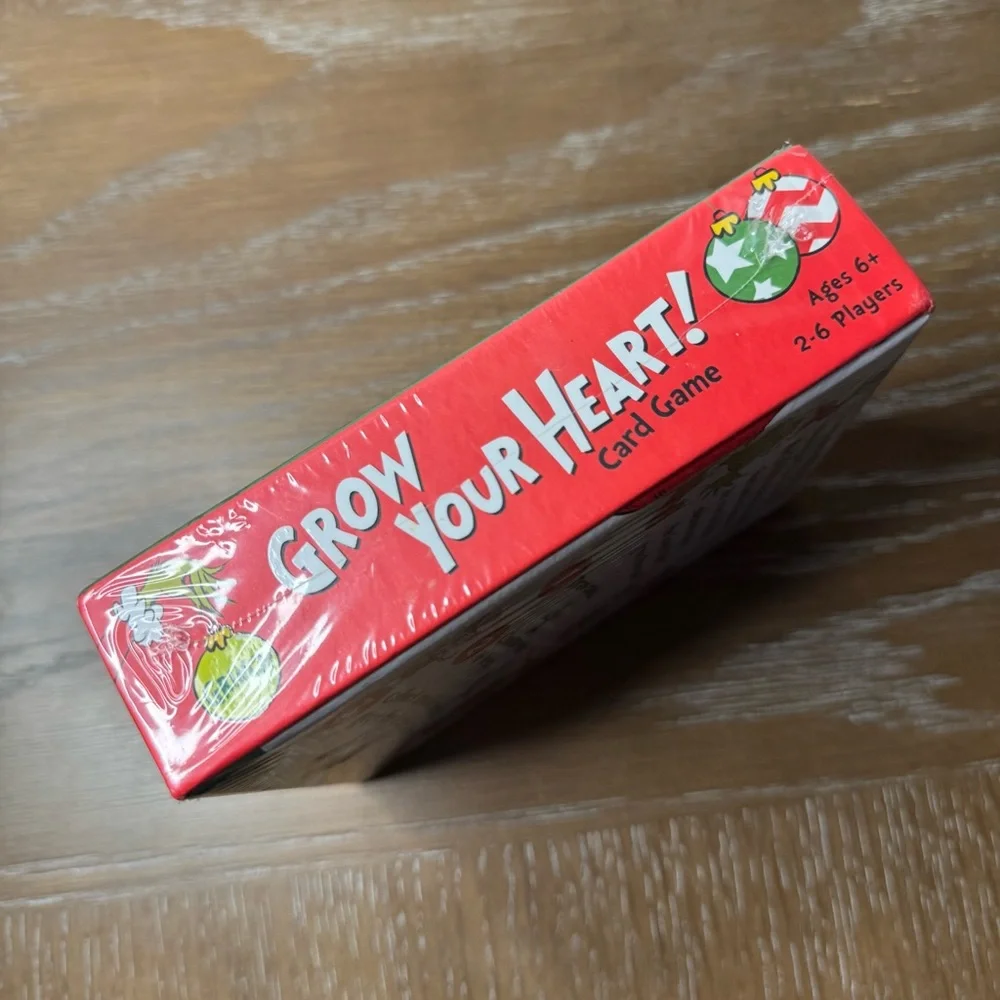 GROW
YOUR HEART!
Card Game
Ages 6+
2-6 Players